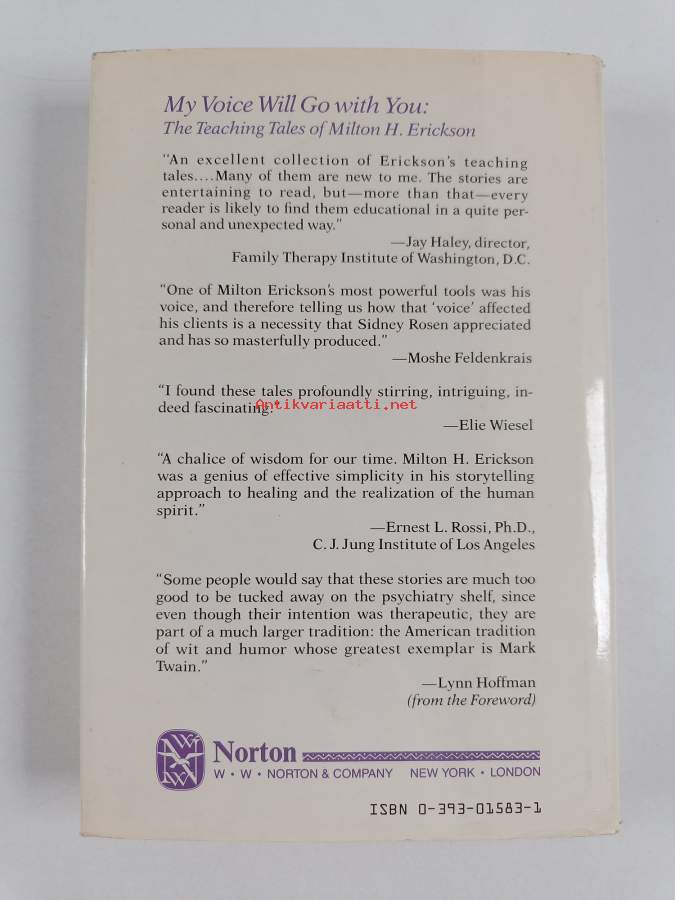 My Voice Will Go with You:
The Teaching Tales of Milton H. Erickson
"An excellent collection of Erickson's teaching
tales....Many of them are new to me. The stories are
entertaining to read, but—more than that—every
reader is likely to find them educational in a quite per-
sonal and unexpected way."
—Jay Haley, director,
Family Therapy Institute of Washington, D.C.
"One of Milton Erickson's most powerful tools was his
voice, and therefore telling us how that 'voice' affected
his clients is a necessity that Sidney Rosen appreciated
and has so masterfully produced."
—Moshe Feldenkrais
"I found these tales profoundly stirring, intriguing, in-
deed fascinating."
Antikvariaatti.net
—Elie Wiesel
"A chalice of wisdom for our time. Milton H. Erickson
was a genius of effective simplicity in his storytelling
approach to healing and the realization of the human
spirit."
—Ernest L. Rossi, Ph.D.,
C. J. Jung Institute of Los Angeles
"Some people would say that these stories are much too
good to be tucked away on the psychiatry shelf, since
even though their intention was therapeutic, they are
part of a much larger tradition: the American tradition
of wit and humor whose greatest exemplar is Mark
Twain."
—Lynn Hoffman
(from the Foreword)
Norton
W • W • NORTON & COMPANY NEW YORK • LONDON
ISBN 0-393-01583-1